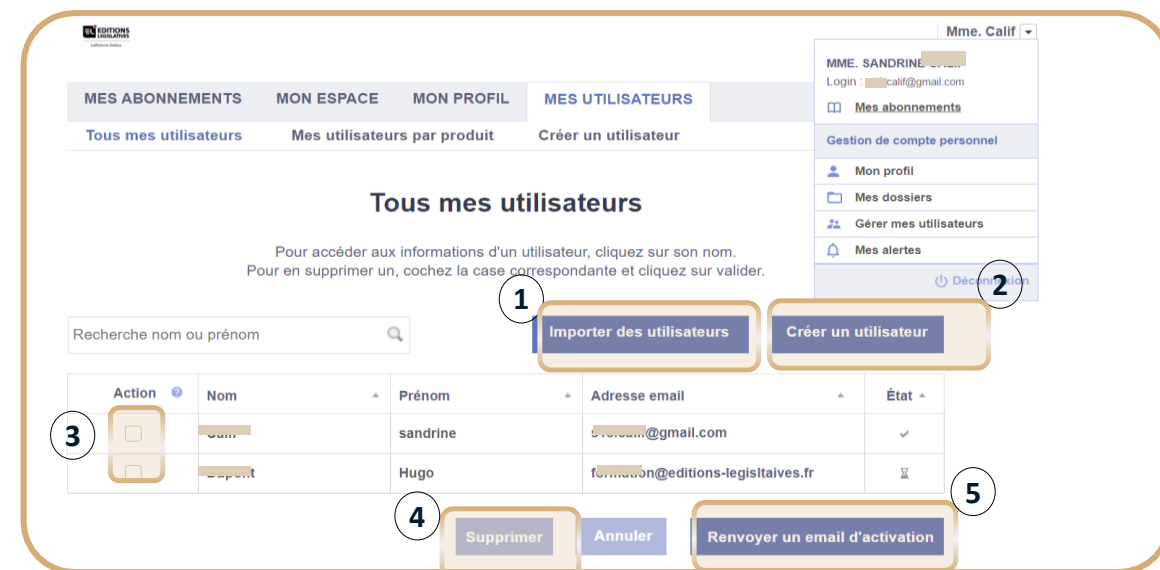 EL EDITIONS
LEGISLATIVES
Lefebvre Dalloz
Mme. Calif
MME. SANDRINE
Login : calif@gmail.com
Mes abonnements
Gestion de compte personnel
Mon profil
Mes dossiers
Gérer mes utilisateurs
Mes alertes
Déconnexion
MES ABONNEMENTS MON ESPACE MON PROFIL MES UTILISATEURS
Tous mes utilisateurs Mes utilisateurs par produit Créer un utilisateur
Tous mes utilisateurs
Pour accéder aux informations d'un utilisateur, cliquez sur son nom.
Pour en supprimer un, cochez la case correspondante et cliquez sur valider.
1
2
Recherche nom ou prénom Importer des utilisateurs Créer un utilisateur
Action ? Nom Prénom Adresse email État
3
sandrine @gmail.com
Hugo @editions-legisltaives.fr
4
5
Supprimer Annuler Renvoyer un email d'activation